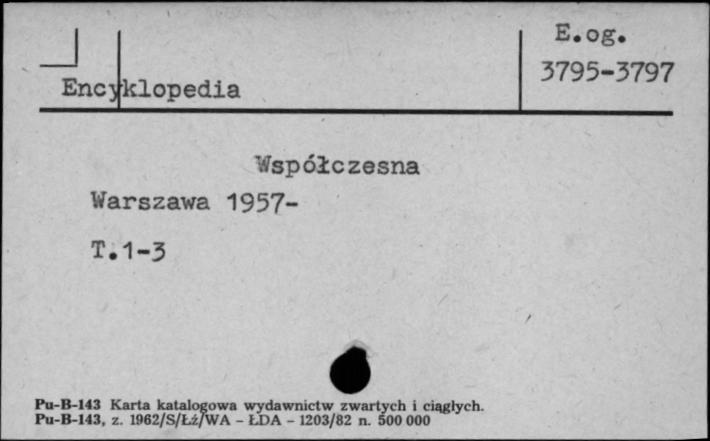 E.og.
3795-3797
Encyklopedia
Współczesna
Warszawa 1957-
T.1-3
Pu-B-143 Karta katalogowa wydawnictw zwartych i ciągłych.
Pu-B-143, z. 1962/S/Łź/WA - ŁDA - 1203/82 n. 500 000